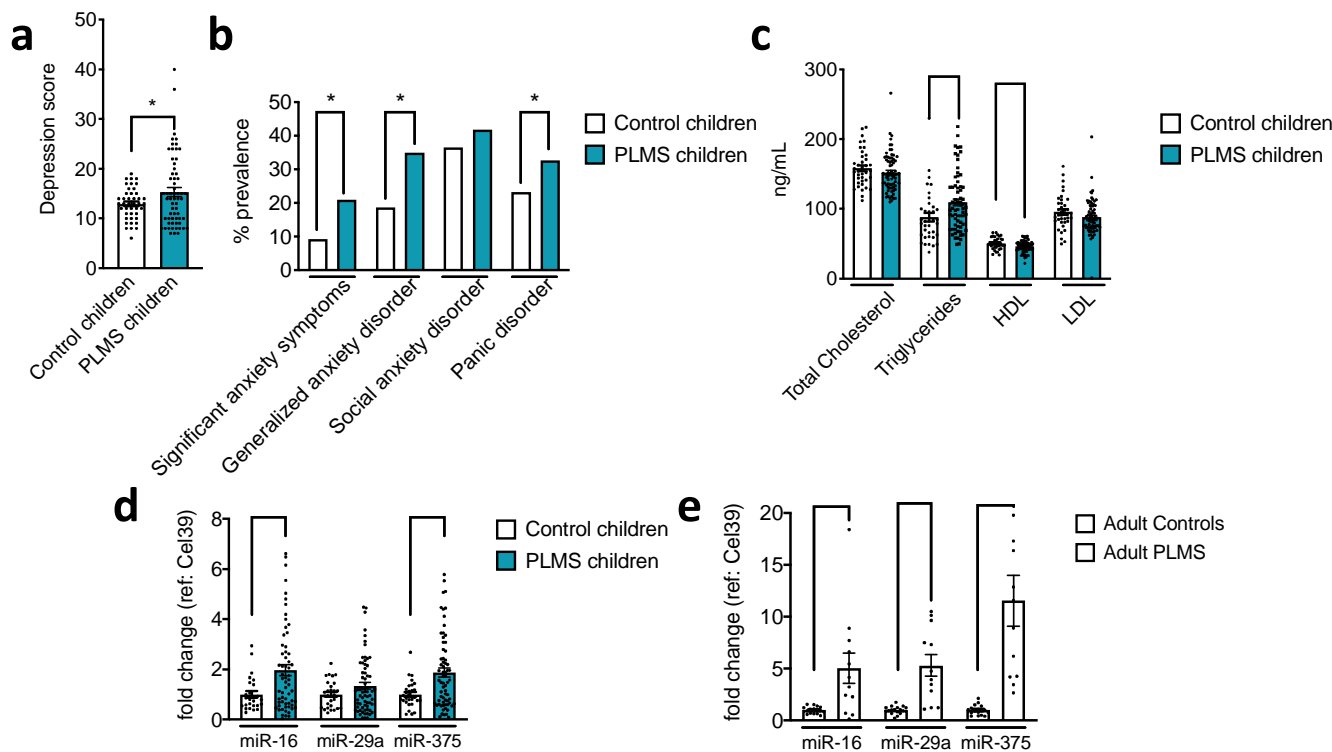 a
Depression score
50
40
30
20
10
0
*
Control children
PLMS children
b
% prevalence
50
40
30
20
10
0
*
*
*
Significant anxiety symptoms
Generalized anxiety disorder
Social anxiety disorder
Panic disorder
Control children
PLMS children
c
ng/mL
300
200
100
0
Total Cholesterol
Triglycerides
HDL
LDL
Control children
PLMS children
d
fold change (ref: Cel39)
8
6
4
2
0
miR-16
miR-29a
miR-375
Control children
PLMS children
e
fold change (ref: Cel39)
20
15
10
5
0
miR-16
miR-29a
miR-375
Adult Controls
Adult PLMS